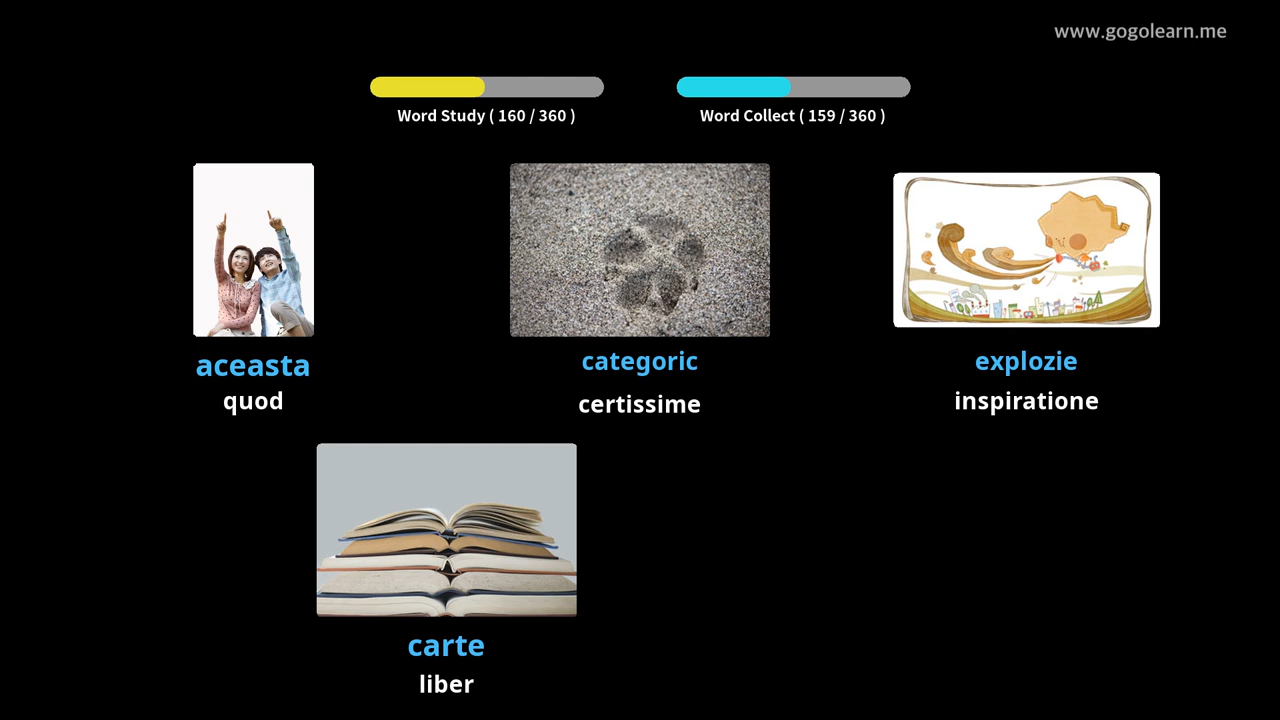 www.gogolearn.me
Word Study ( 160 / 360 )
Word Collect ( 159 / 360 )
aceasta
quod
categoric
certissime
explozie
inspiratione
carte
liber